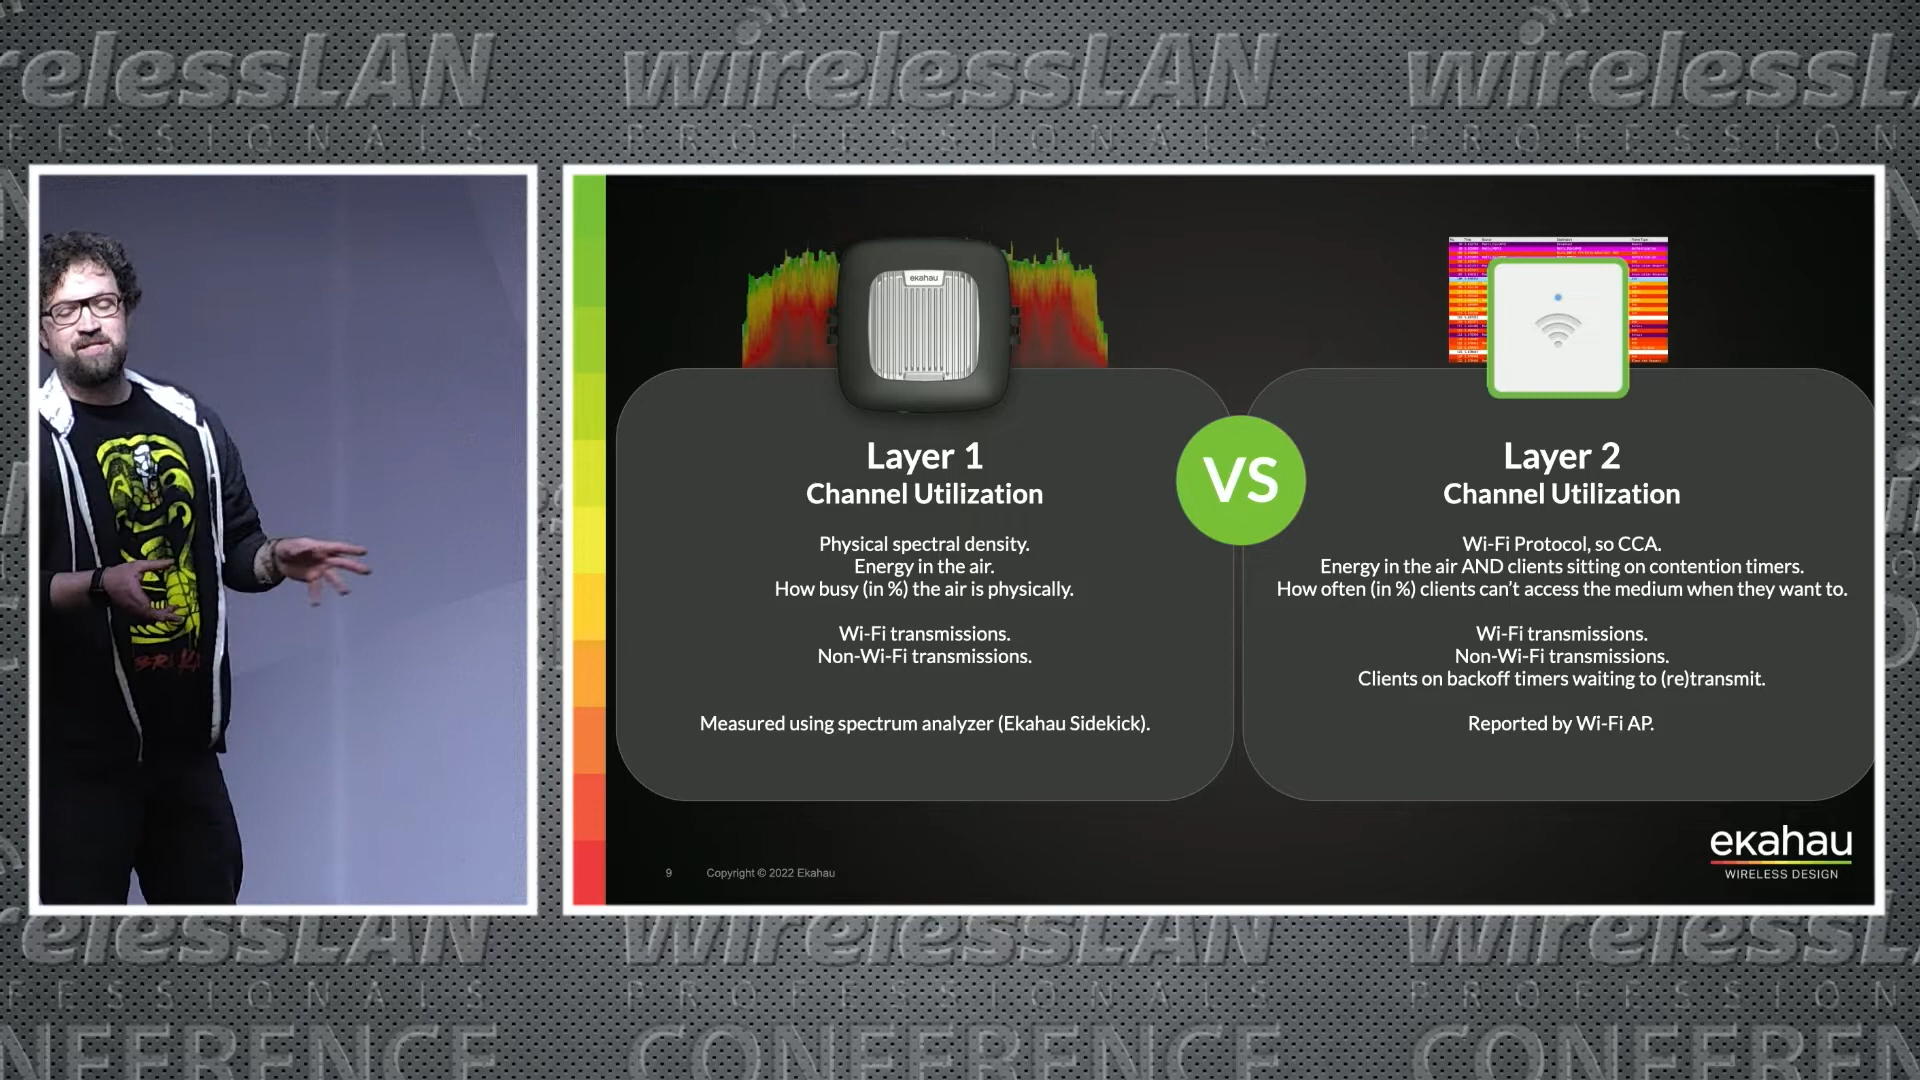 wirelessLAN
PROFESSIONALS
ekahau
Layer 1
Channel Utilization
Physical spectral density.
Energy in the air.
How busy (in %) the air is physically.
Wi-Fi transmissions.
Non-Wi-Fi transmissions.
Measured using spectrum analyzer (Ekahau Sidekick).
VS
Layer 2
Channel Utilization
Wi-Fi Protocol, so CCA.
Energy in the air AND clients sitting on contention timers.
How often (in %) clients can't access the medium when they want to.
Wi-Fi transmissions.
Non-Wi-Fi transmissions.
Clients on backoff timers waiting to (re)transmit.
Reported by Wi-Fi AP.
9
Copyright © 2022 Ekahau
ekahau
WIRELESS DESIGN
wirelessLAN
PROFESSIONALS
CONFERENCE